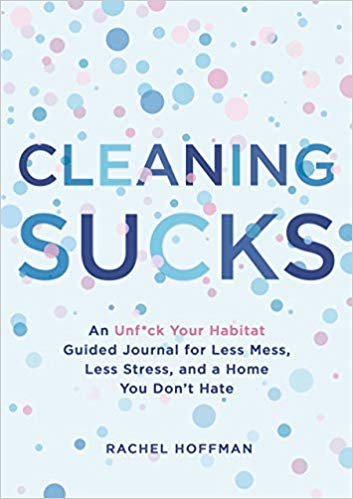 CLEANING
SUCKS
An Unf*ck Your Habitat
Guided Journal for Less Mess,
Less Stress, and a Home
You Don't Hate
RACHEL HOFFMAN